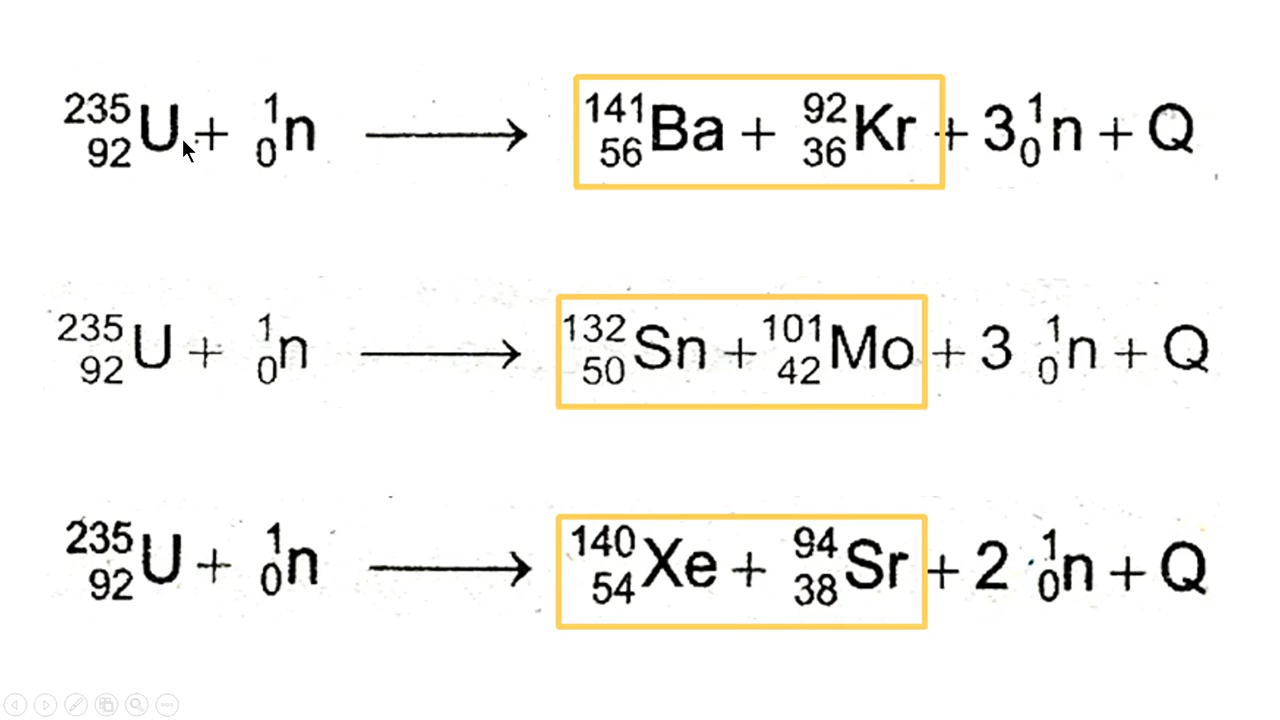 ²³⁵₉₂U + ¹₀n ⟶ ¹⁴¹₅₆Ba + ⁹²₃₆Kr + 3¹₀n + Q
²³⁵₉₂U + ¹₀n ⟶ ¹³²₅₀Sn + ¹⁰¹₄₂Mo + 3 ¹₀n + Q
²³⁵₉₂U + ¹₀n ⟶ ¹⁴⁰₅₄Xe + ⁹⁴₃₈Sr + 2 ¹₀n + Q